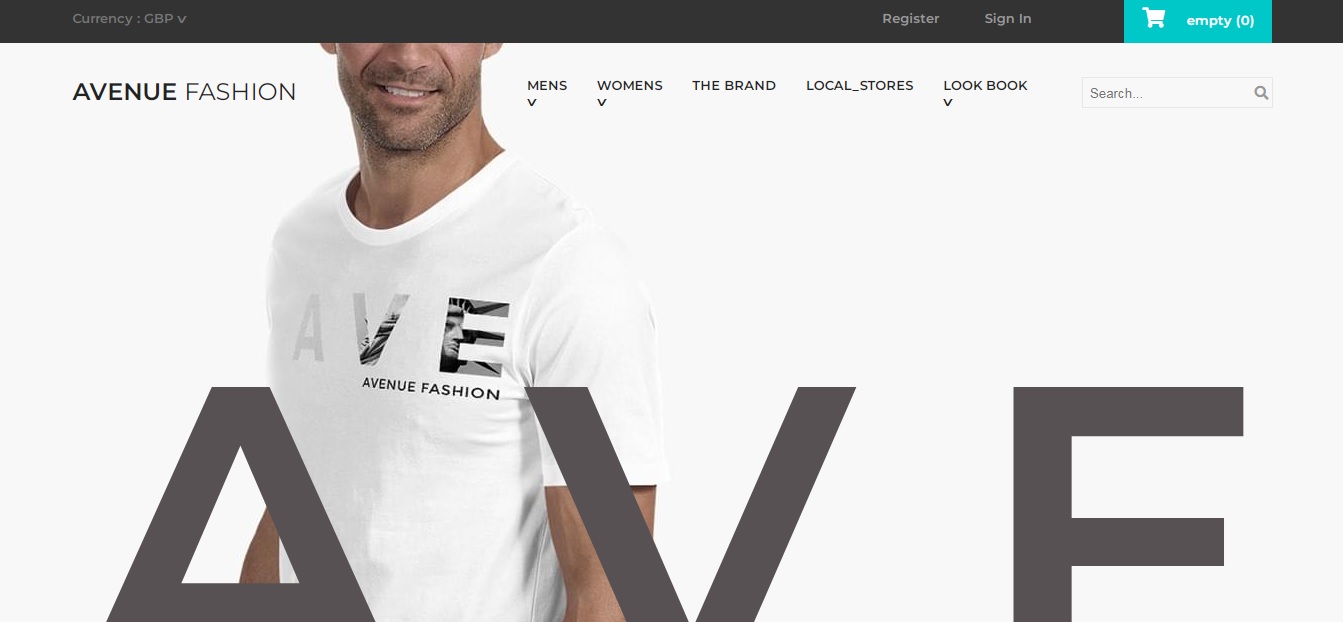 Currency : GBP v
Register
Sign In
empty (0)
AVENUE FASHION
MENS v
WOMENS v
THE BRAND
LOCAL_STORES
LOOK BOOK v
Search...
AVE
AVENUE FASHION
AVE